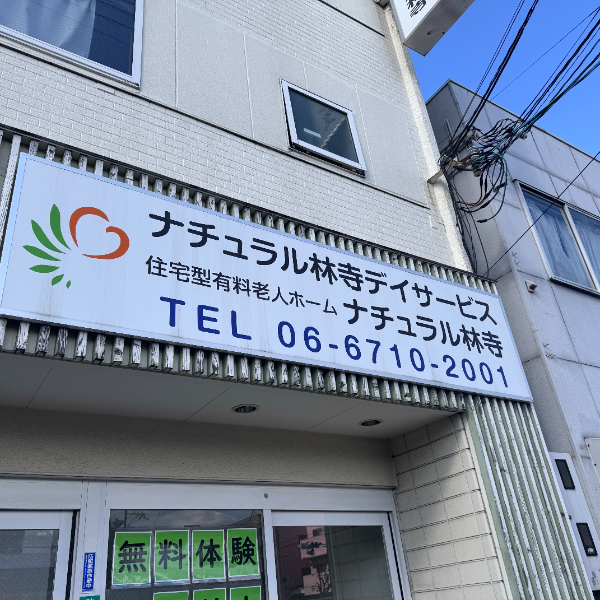 ナチュラル林寺デイサービス
住宅型有料老人ホーム ナチュラル林寺
TEL 06-6710-2001
無料体験